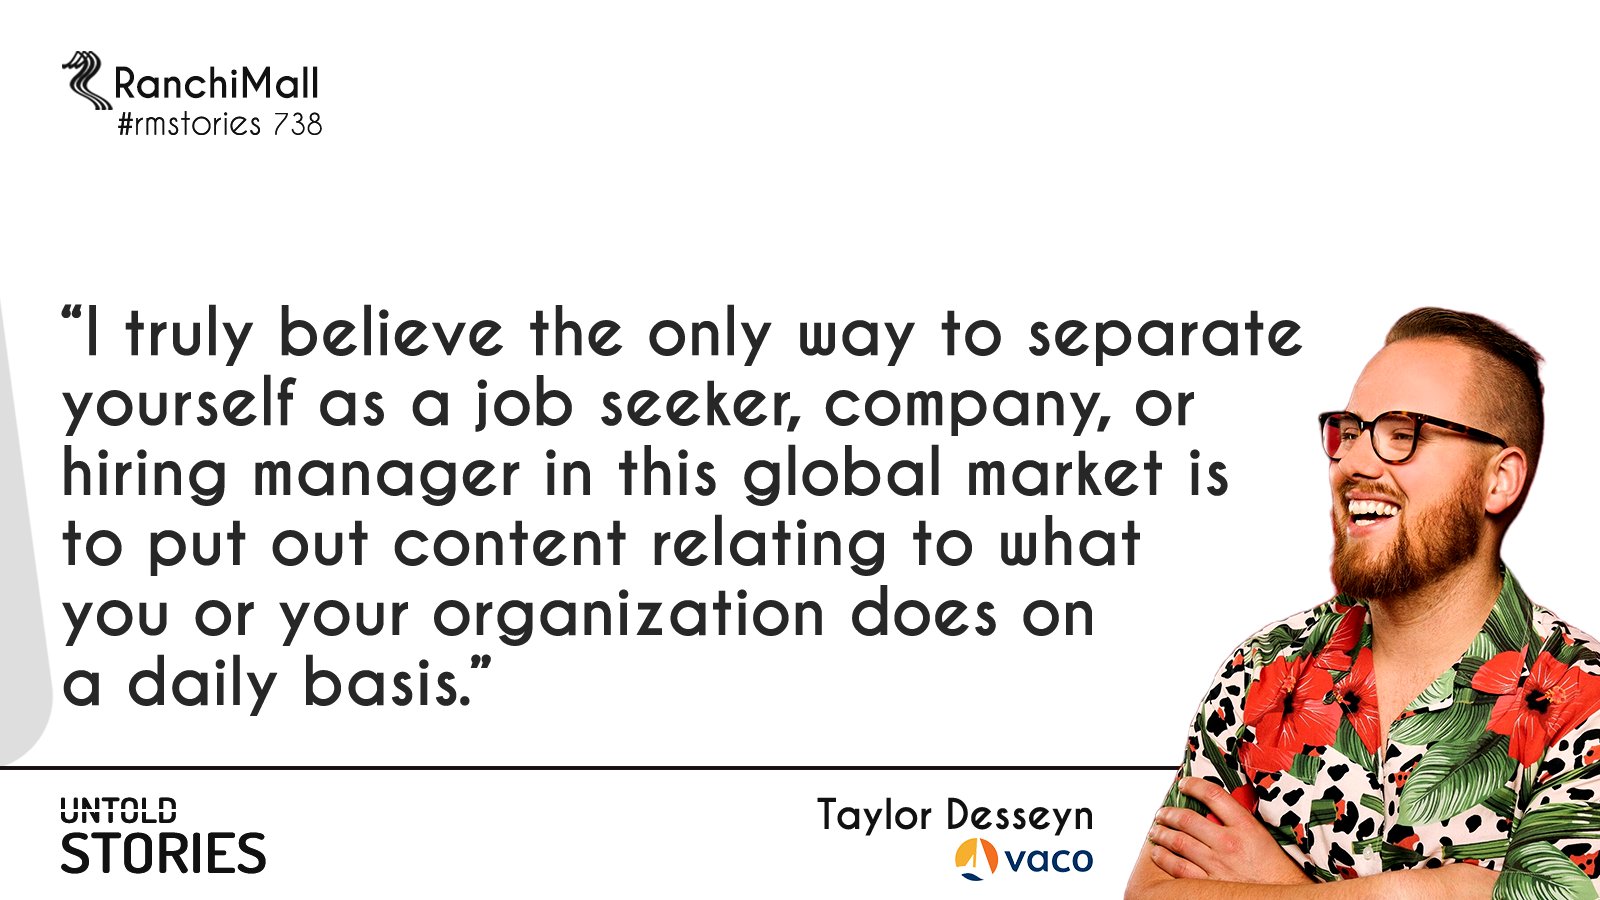 RanchiMall
#rmstories 738
“I truly believe the only way to separate
yourself as a job seeker, company, or
hiring manager in this global market is
to put out content relating to what
you or your organization does on
a daily basis.”
UNTOLD
STORIES
Taylor Desseyn
vaco